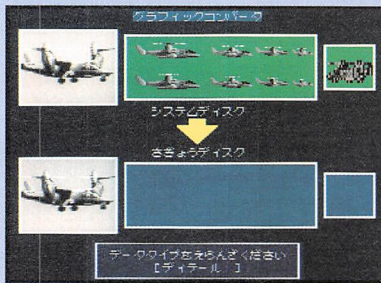 グラフィックコンバータ
システムディスク
さぎょうディスク
データタイプをえらんでください
[ディテール ]